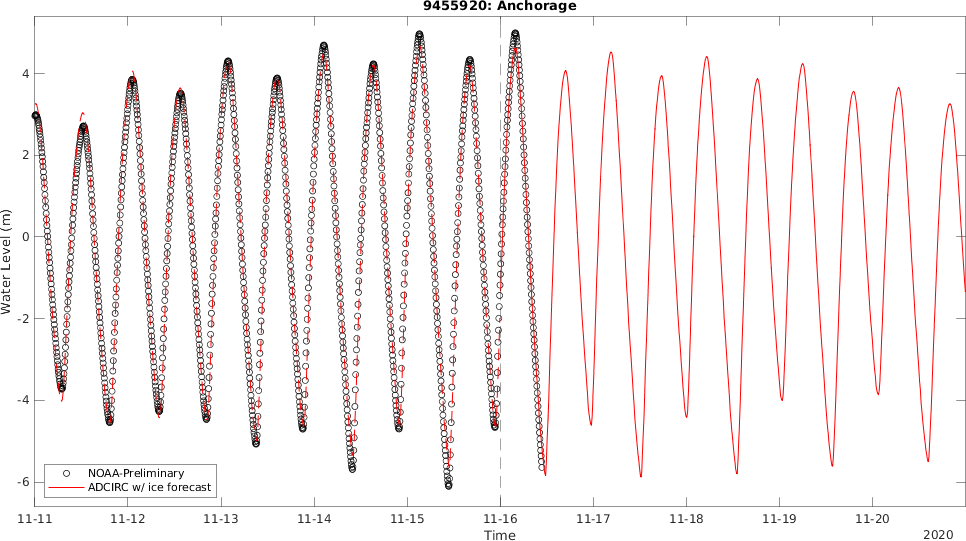 9455920: Anchorage
Water Level (m)
4
2
0
-2
-4
-6
NOAA-Preliminary
ADCIRC w/ ice forecast
11-11 11-12 11-13 11-14 11-15 11-16 11-17 11-18 11-19 11-20
Time
2020